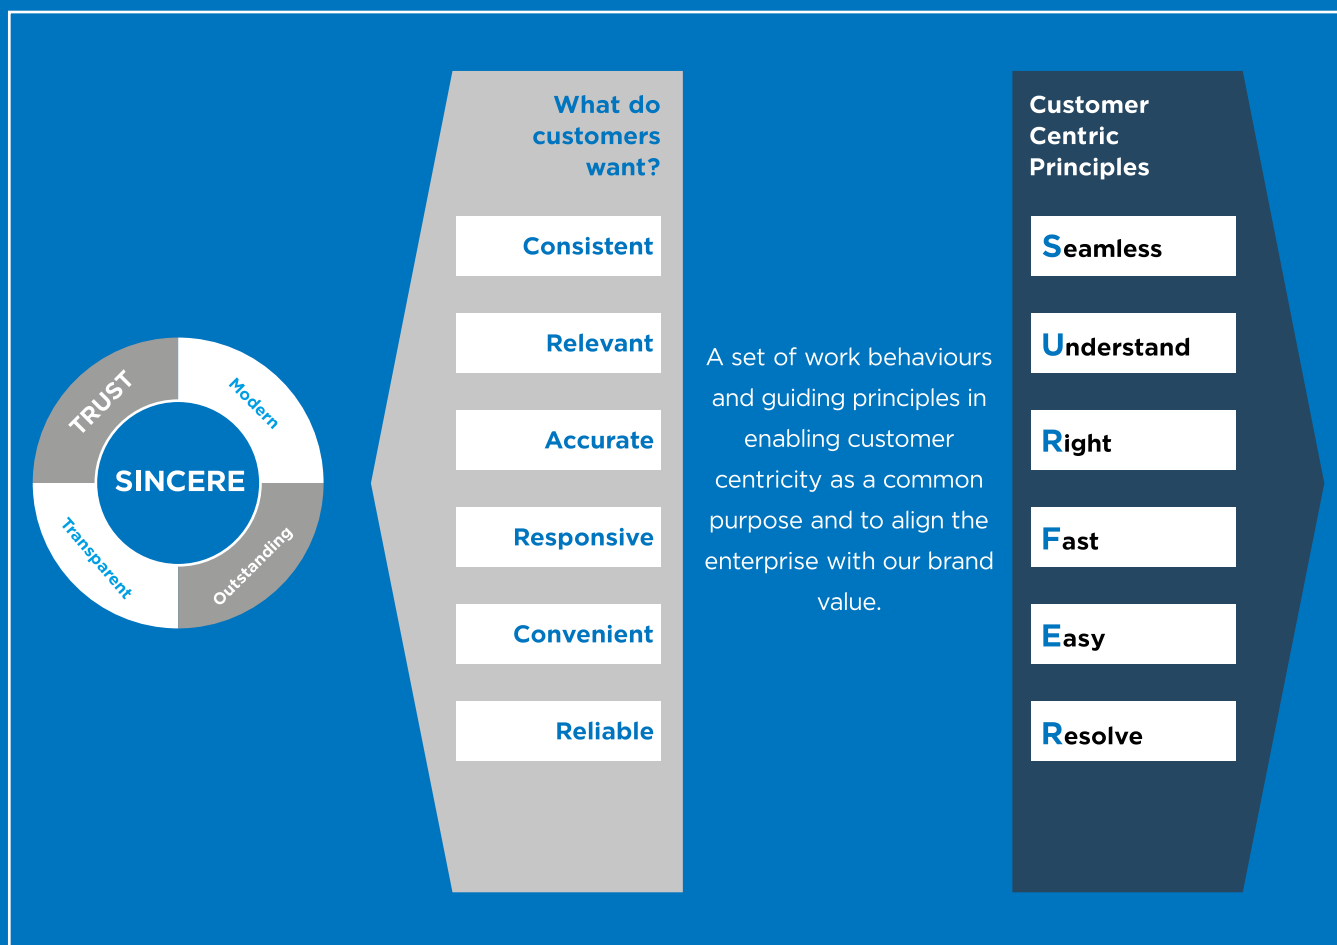 TRUST
Modern
SINCERE
Transparent
Outstanding
What do
customers
want?
Consistent
Relevant
Accurate
Responsive
Convenient
Reliable
A set of work behaviours
and guiding principles in
enabling customer
centricity as a common
purpose and to align the
enterprise with our brand
value.
Customer
Centric
Principles
Seamless
Understand
Right
Fast
Easy
Resolve